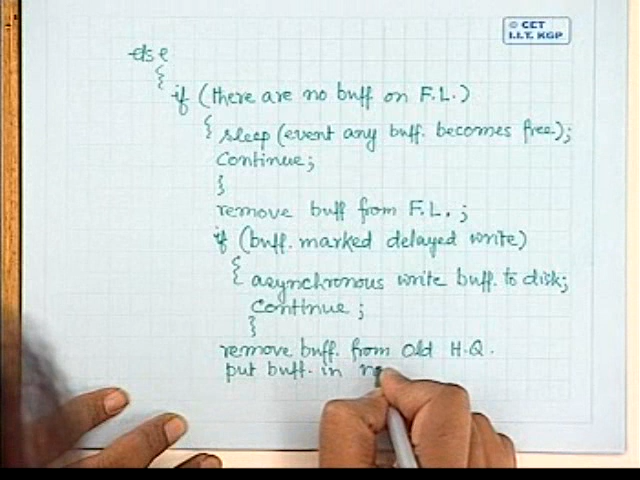 © CET
I.I.T. KGP
else
{
if (there are no buff on F.L.)
{ sleep (event any buff. becomes free);
Continue;
}
remove buff from F.L.;
if (buff. marked delayed write)
{ asynchronous write buff. to disk;
Continue;
}
remove buff. from Old H.Q.
put buff. in